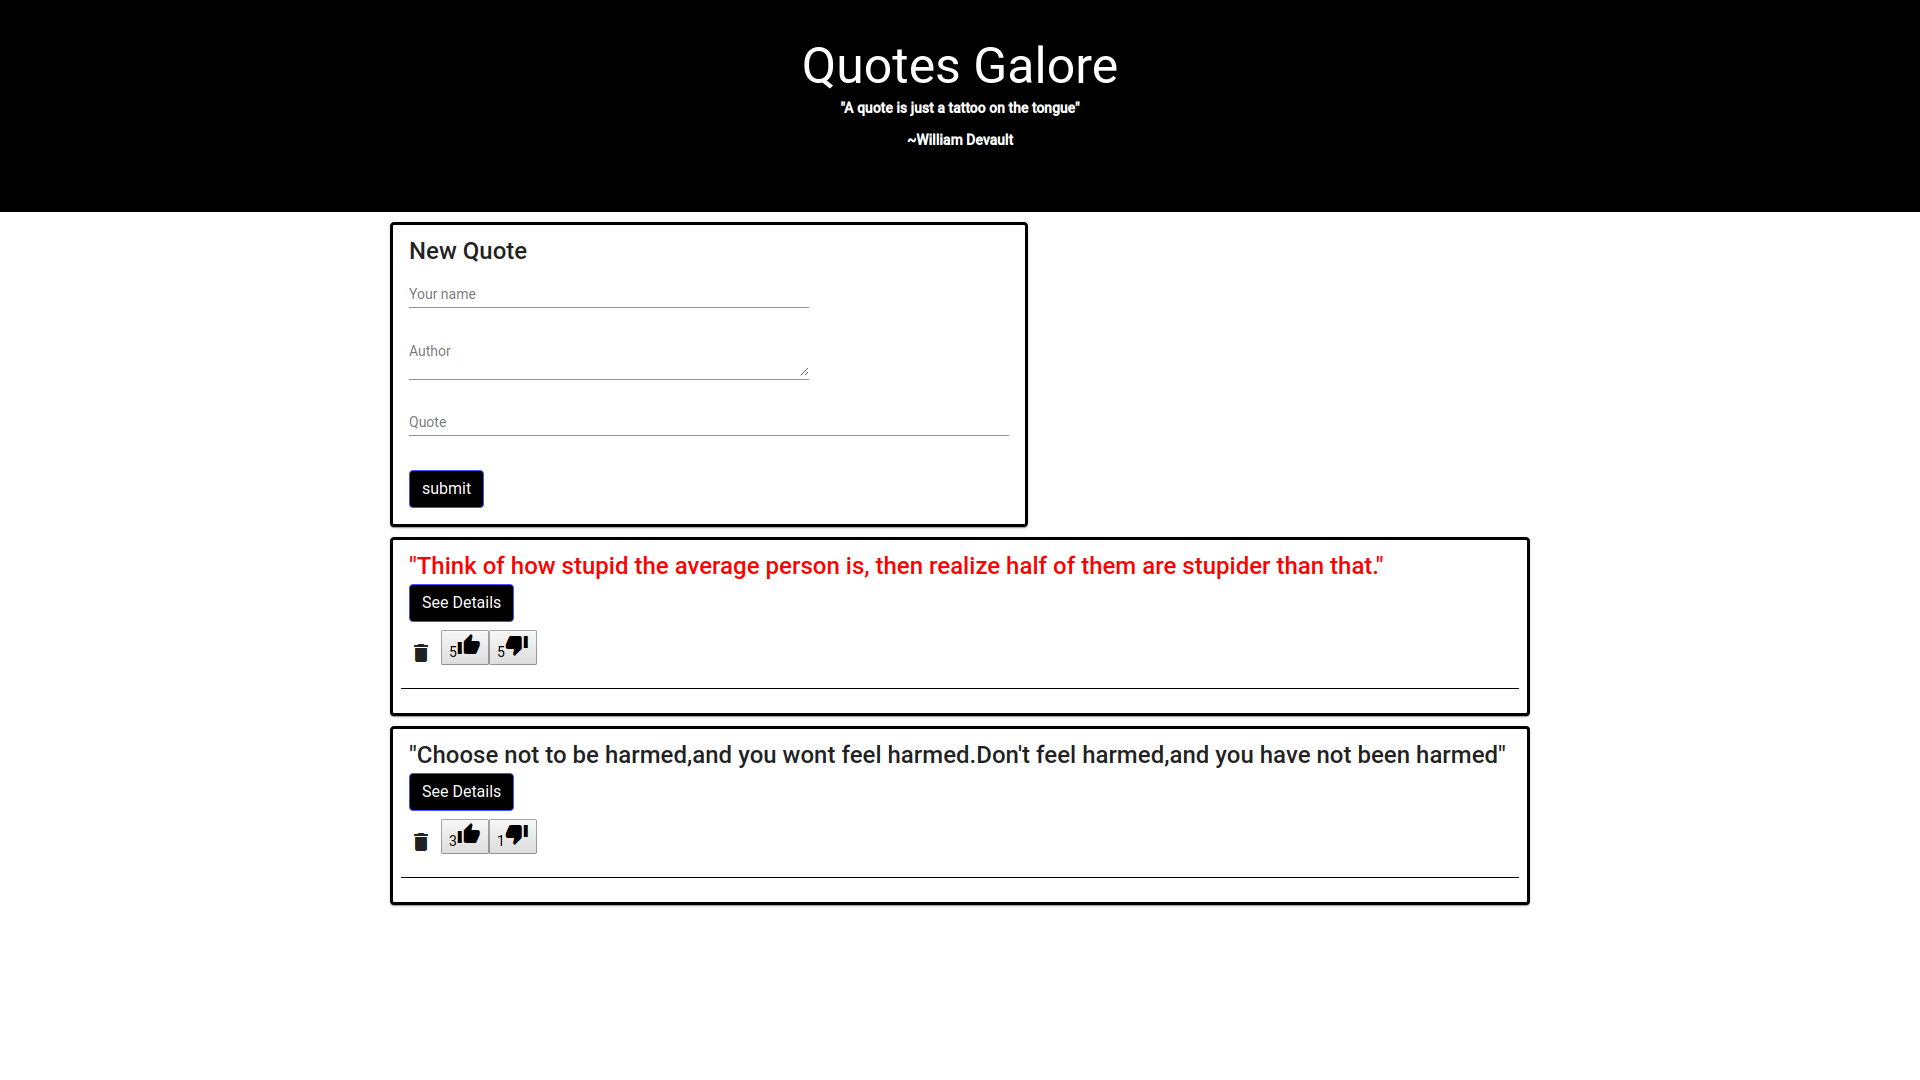 Quotes Galore
"A quote is just a tattoo on the tongue"
~William Devault
New Quote
Your name
Author
Quote
submit
"Think of how stupid the average person is, then realize half of them are stupider than that."
See Details
5 5
"Choose not to be harmed,and you wont feel harmed.Don't feel harmed,and you have not been harmed"
See Details
3 1